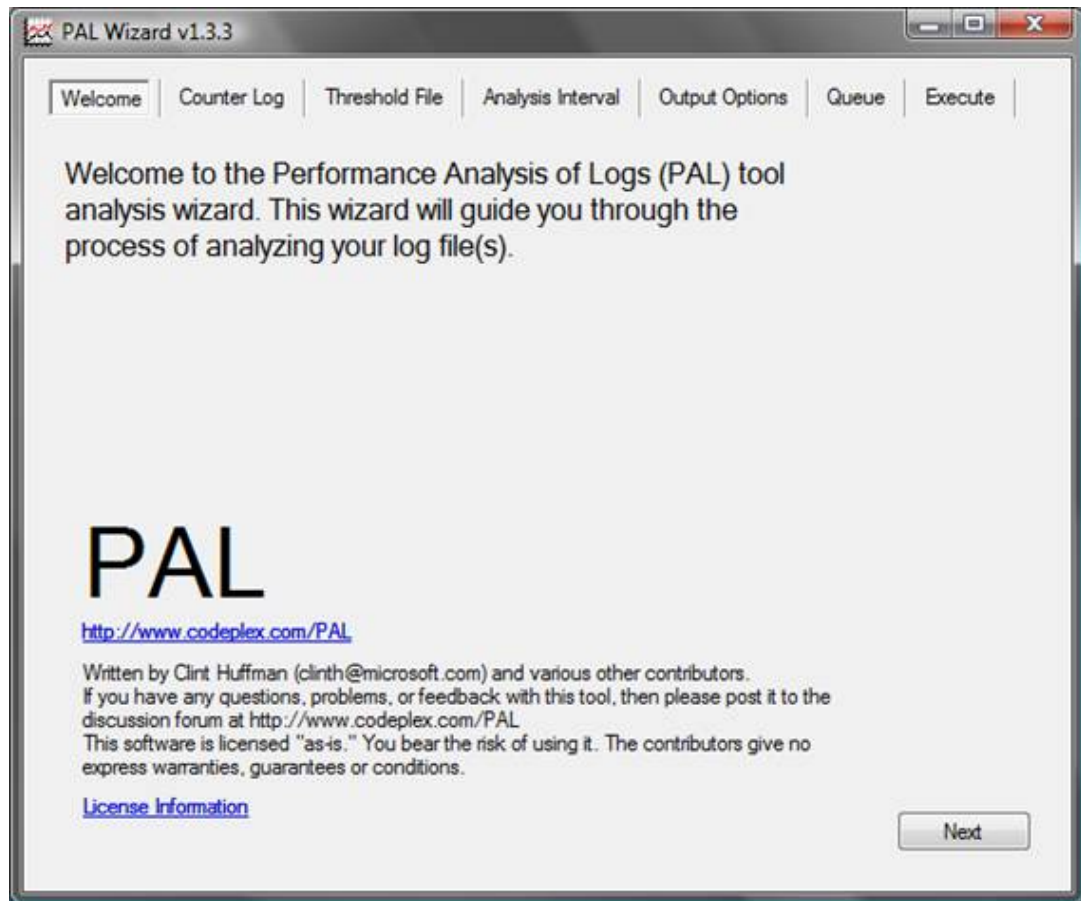 PAL Wizard v1.3.3
Welcome Counter Log Threshold File Analysis Interval Output Options Queue Execute
Welcome to the Performance Analysis of Logs (PAL) tool
analysis wizard. This wizard will guide you through the
process of analyzing your log file(s).
PAL
http://www.codeplex.com/PAL
Written by Clint Huffman (clinth@microsoft.com) and various other contributors.
If you have any questions, problems, or feedback with this tool, then please post it to the
discussion forum at http://www.codeplex.com/PAL
This software is licensed "as-is." You bear the risk of using it. The contributors give no
express warranties, guarantees or conditions.
License Information
Next